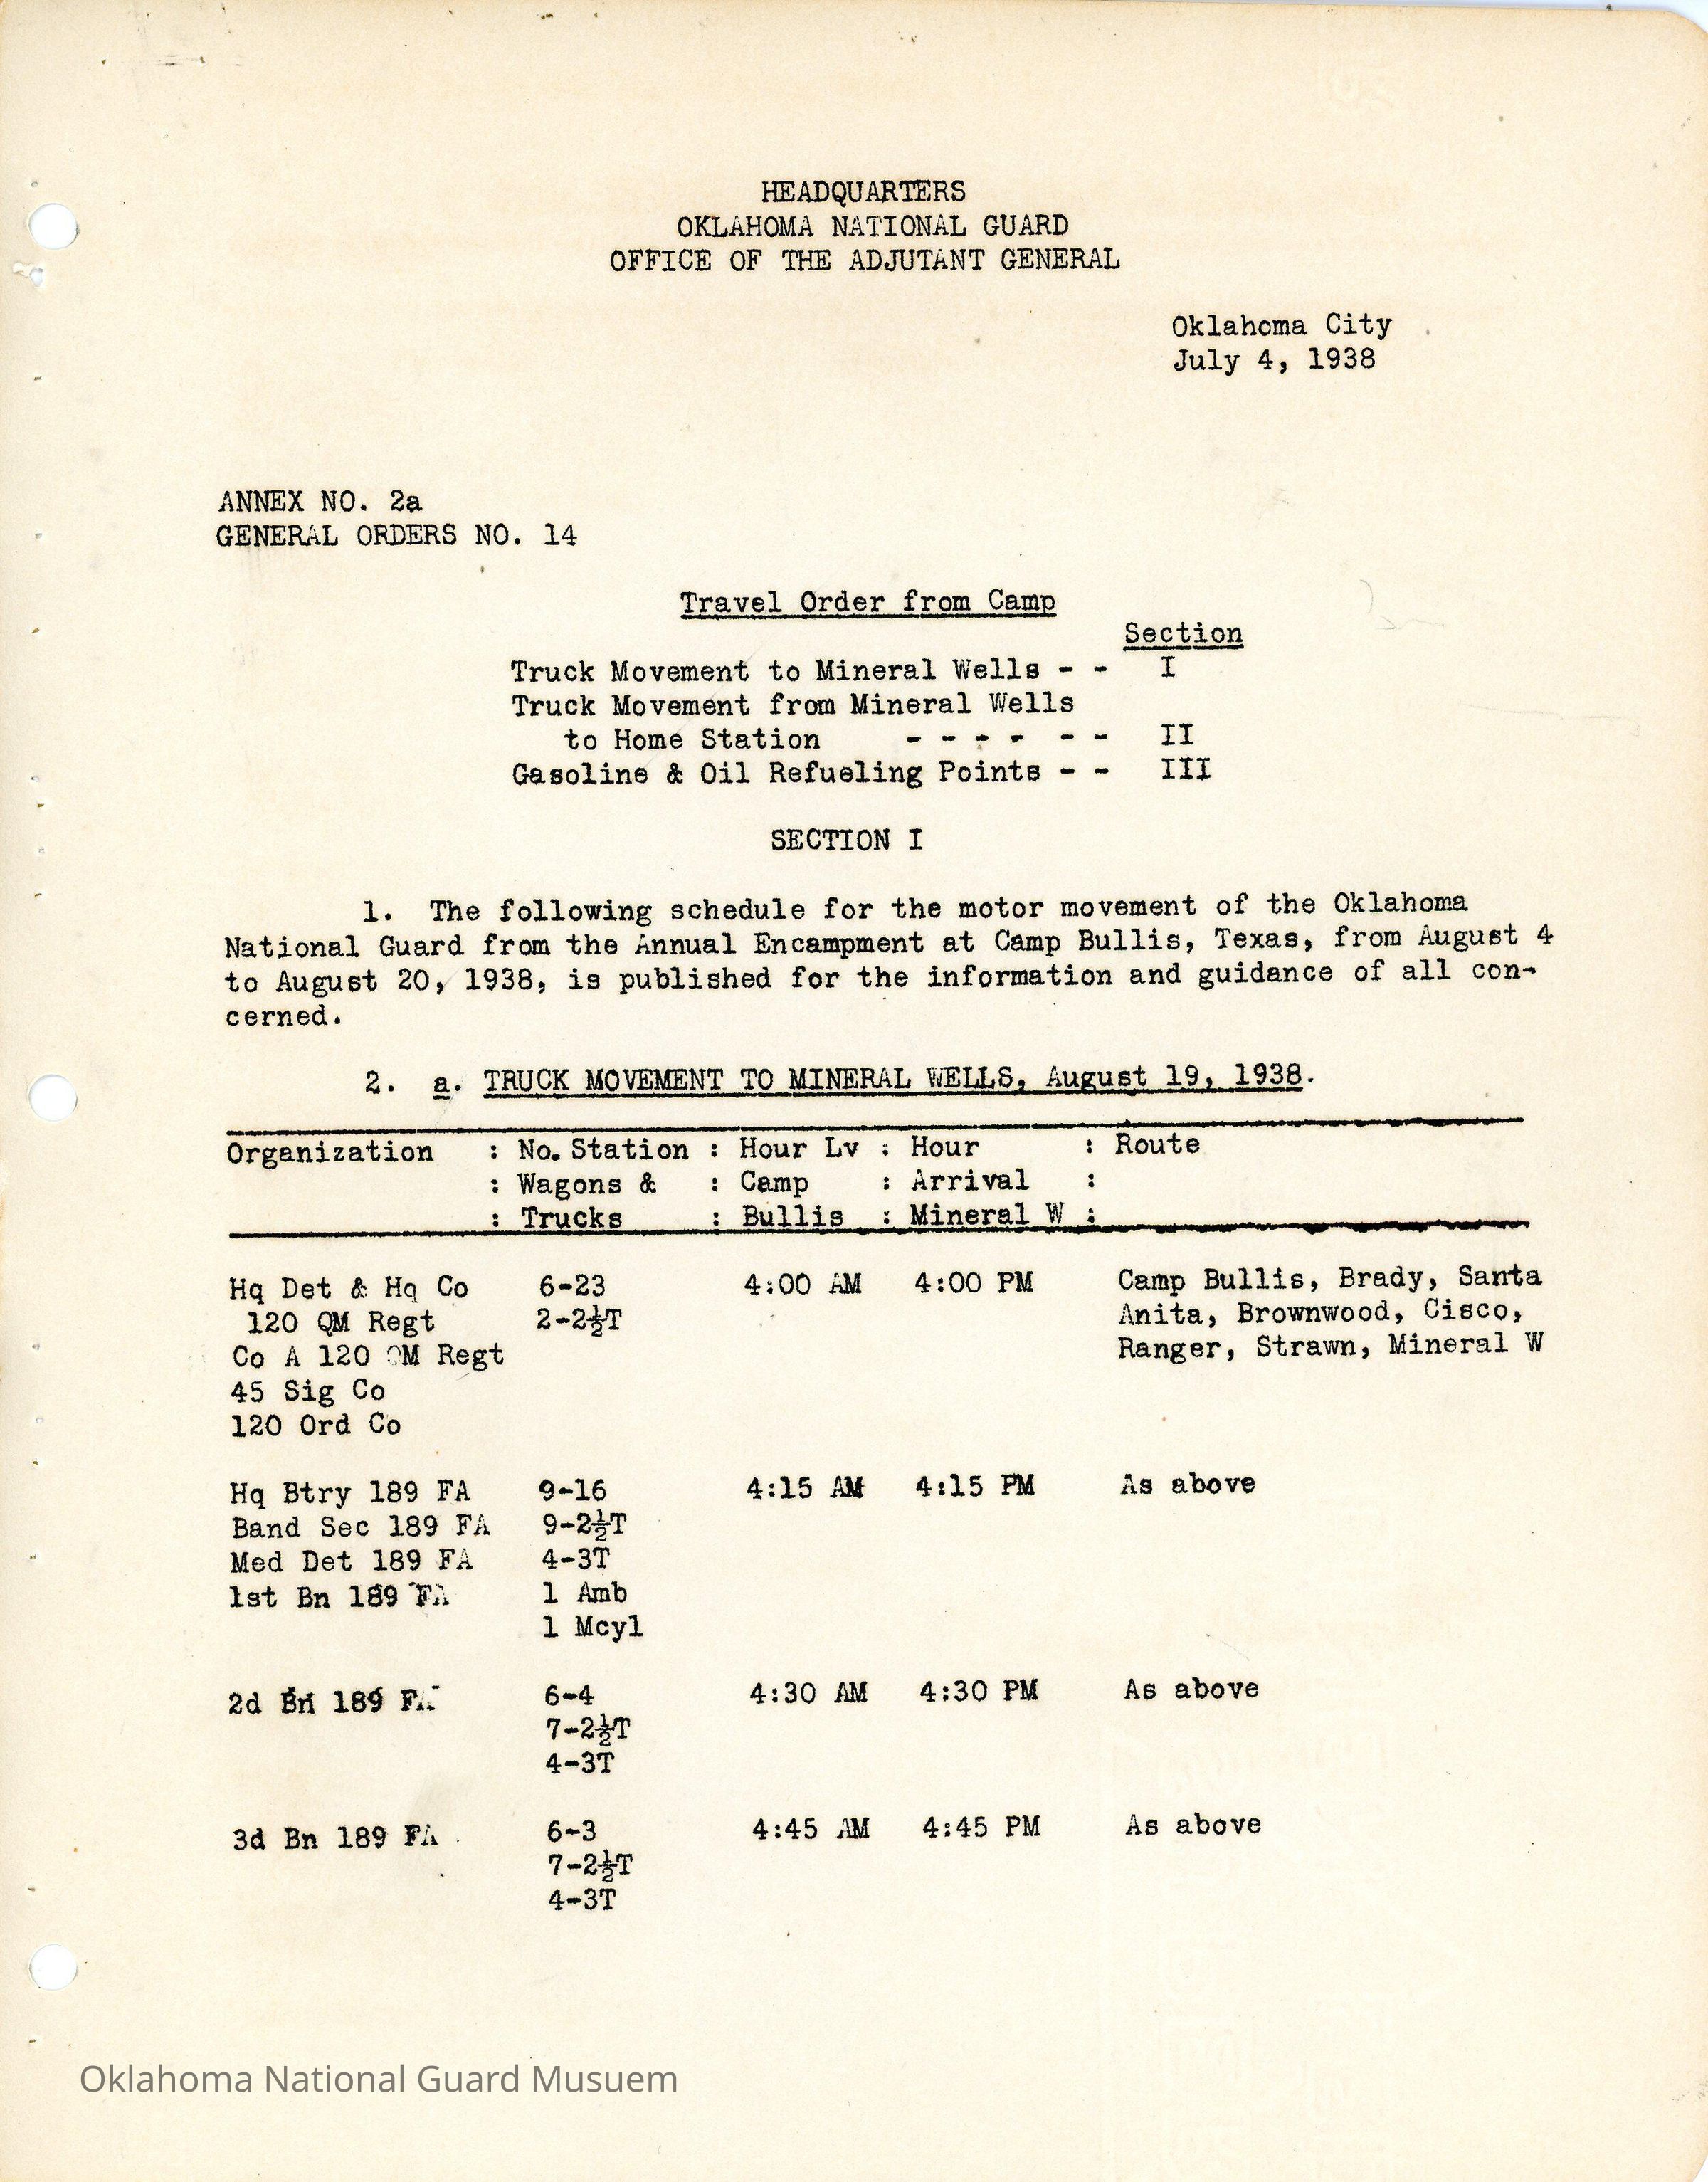 HEADQUARTERS
OKLAHOMA NATIONAL GUARD
OFFICE OF THE ADJUTANT GENERAL
Oklahoma City
July 4, 1938
ANNEX NO. 2a
GENERAL ORDERS NO. 14
Travel Order from Camp
Section
Truck Movement to Mineral Wells - - I
Truck Movement from Mineral Wells
to Home Station - - - - - - II
Gasoline & Oil Refueling Points - - III
SECTION I
1. The following schedule for the motor movement of the Oklahoma
National Guard from the Annual Encampment at Camp Bullis, Texas, from August 4
to August 20, 1938, is published for the information and guidance of all con-
cerned.
2. a. TRUCK MOVEMENT TO MINERAL WELLS, August 19, 1938.
Organization : No. Station : Hour Lv : Hour : Route
: Wagons & : Camp : Arrival :
: Trucks : Bullis : Mineral W :
Hq Det & Hq Co 6-23 4:00 AM 4:00 PM Camp Bullis, Brady, Santa
120 QM Regt 2-2½T Anita, Brownwood, Cisco,
Co A 120 QM Regt Ranger, Strawn, Mineral W
45 Sig Co
120 Ord Co
Hq Btry 189 FA 9-16 4:15 AM 4:15 PM As above
Band Sec 189 FA 9-2½T
Med Det 189 FA 4-3T
1st Bn 189 FA 1 Amb
1 Mcyl
2d Bn 189 FA 6-4 4:30 AM 4:30 PM As above
7-2½T
4-3T
3d Bn 189 FA 6-3 4:45 AM 4:45 PM As above
7-2½T
4-3T
Oklahoma National Guard Musuem